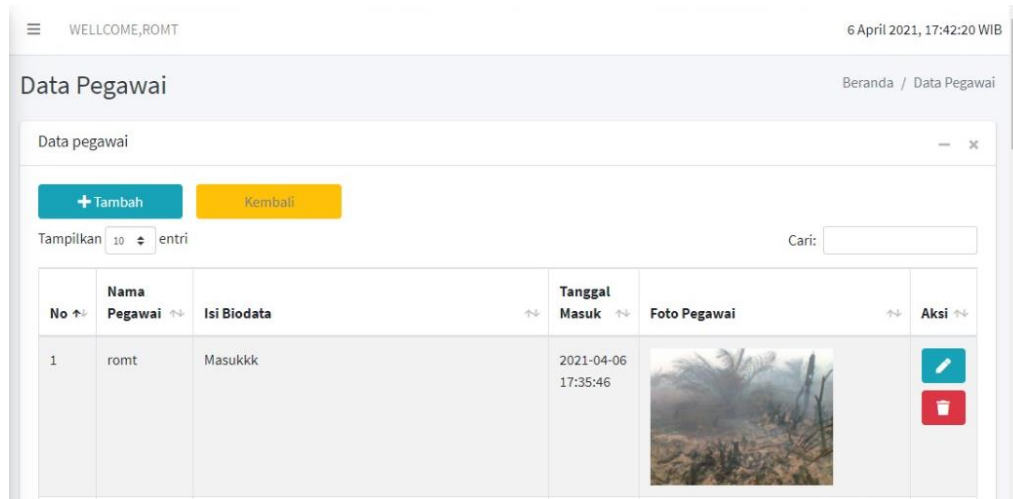 WELLCOME,ROMT
6 April 2021, 17:42:20 WIB
Data Pegawai
Beranda / Data Pegawai
Data pegawai
Tambah
Kembali
Tampilkan 10 entri
Cari:
No
Nama Pegawai
Isi Biodata
Tanggal Masuk
Foto Pegawai
Aksi
1
romt
Masukkk
2021-04-06
17:35:46